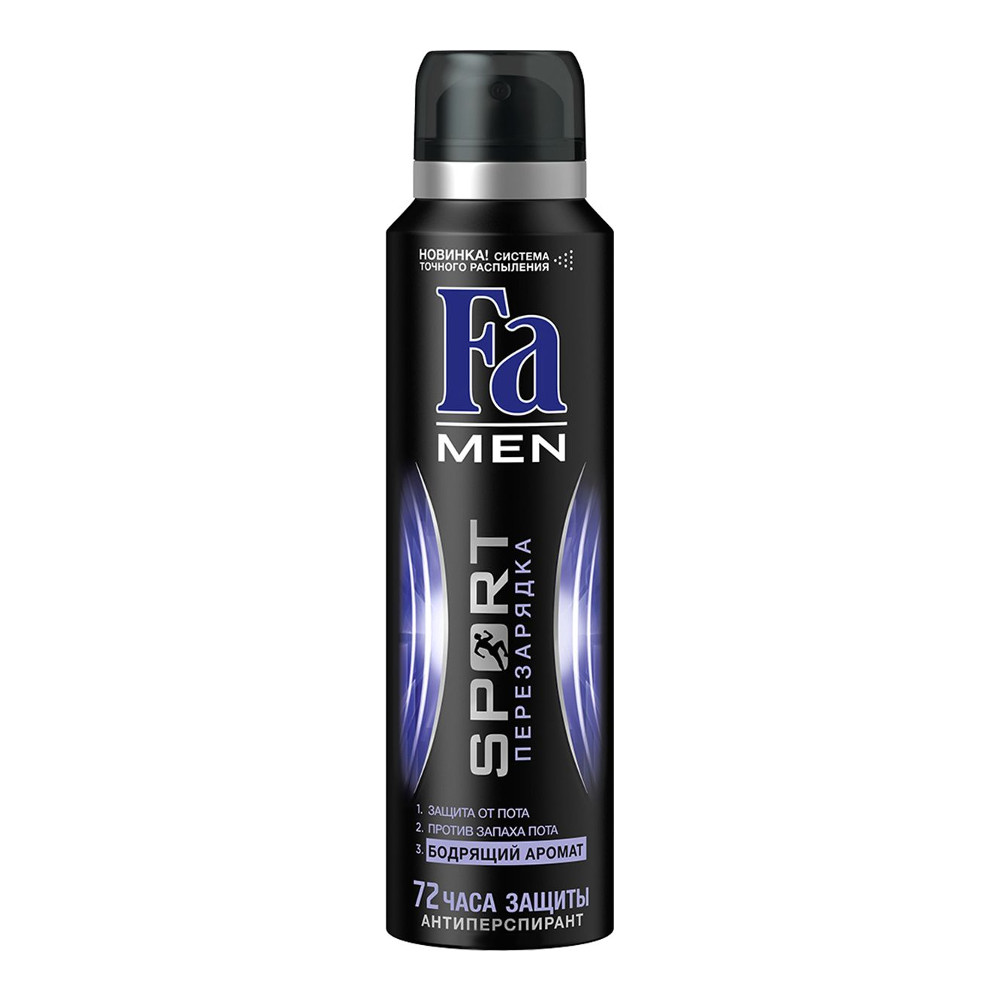 НОВИНКА! СИСТЕМА
ТОЧНОГО РАСПЫЛЕНИЯ
Fa
MEN
SPORT
ПЕРЕЗАРЯДКА
1. ЗАЩИТА ОТ ПОТА
2. ПРОТИВ ЗАПАХА ПОТА
3. БОДРЯЩИЙ АРОМАТ
72 ЧАСА ЗАЩИТЫ
АНТИПЕРСПИРАНТ